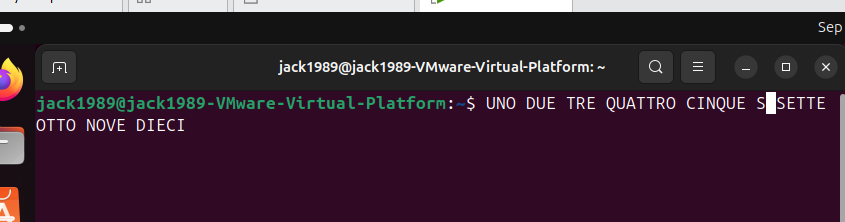 Sep
jack1989@jack1989-VMware-Virtual-Platform: ~
jack1989@jack1989-VMware-Virtual-Platform:~$ UNO DUE TRE QUATTRO CINQUE S SETTE
OTTO NOVE DIECI